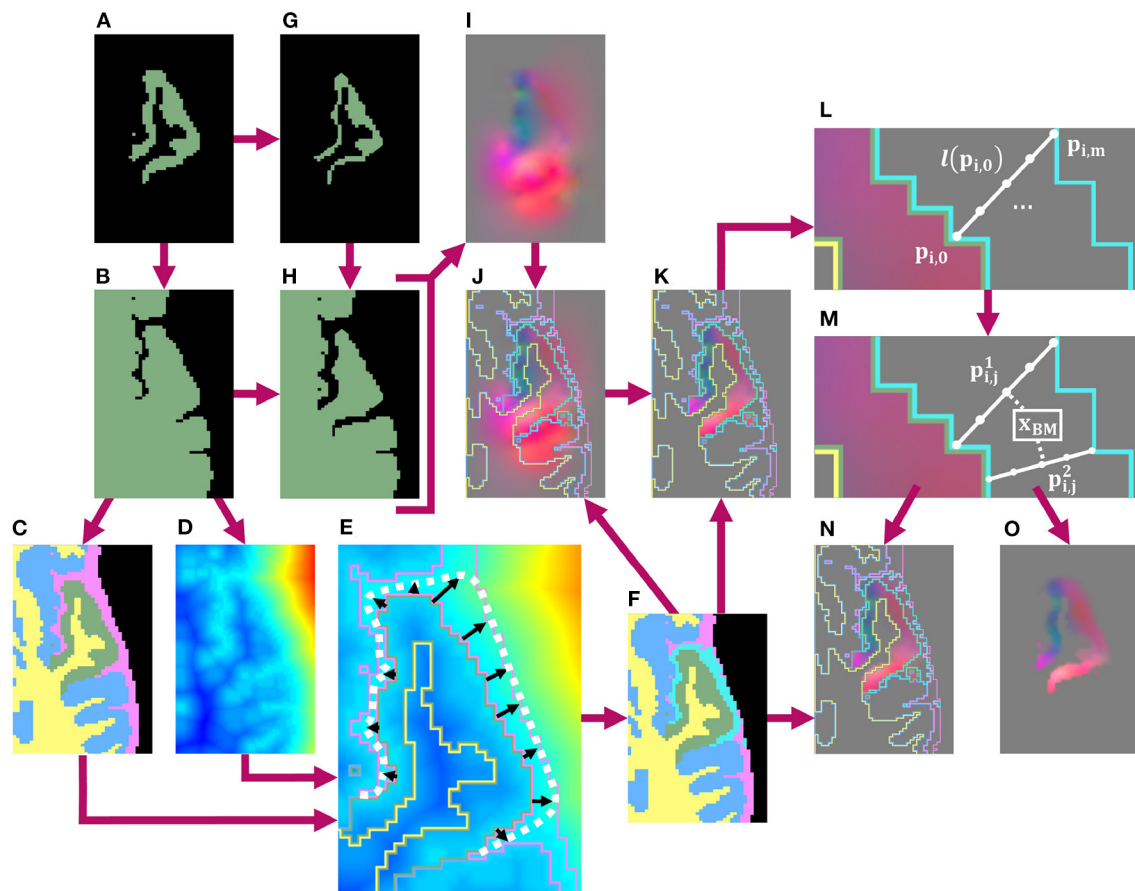 A
G
I
L
l(p_{i,0})
p_{i,m}
...
p_{i,0}
B
H
J
K
M
p^1_{i,j}
x_{BM}
p^2_{i,j}
C
D
E
F
N
O